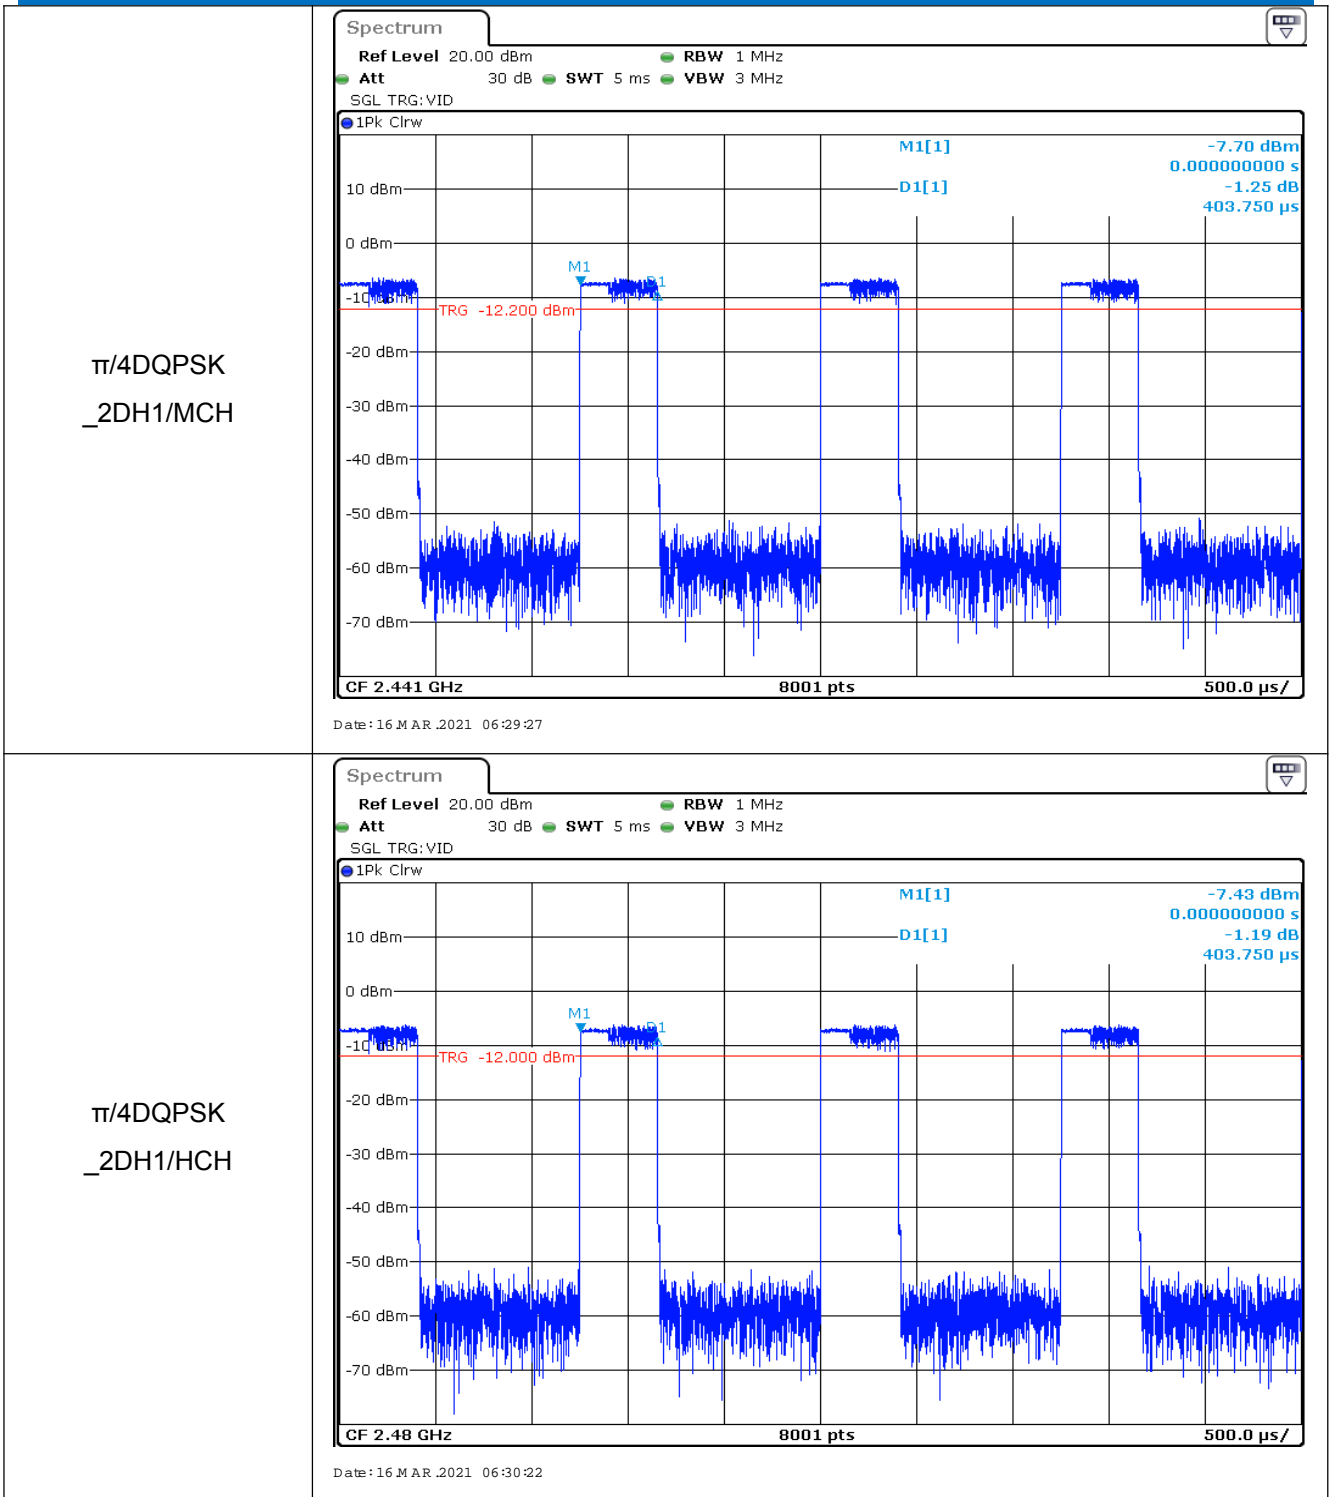 π/4DQPSK
_2DH1/MCH
Spectrum
Ref Level 20.00 dBm RBW 1 MHz
Att 30 dB SWT 5 ms VBW 3 MHz
SGL TRG:VID
1Pk Clrw
M1[1] -7.70 dBm
0.000000000 s
D1[1] -1.25 dB
403.750 µs
10 dBm
0 dBm
M1
D1
-10 dBm
TRG -12.200 dBm
-20 dBm
-30 dBm
-40 dBm
-50 dBm
-60 dBm
-70 dBm
CF 2.441 GHz 8001 pts 500.0 µs/
Date: 16.MAR.2021 06:29:27
π/4DQPSK
_2DH1/HCH
Spectrum
Ref Level 20.00 dBm RBW 1 MHz
Att 30 dB SWT 5 ms VBW 3 MHz
SGL TRG:VID
1Pk Clrw
M1[1] -7.43 dBm
0.000000000 s
D1[1] -1.19 dB
403.750 µs
10 dBm
0 dBm
M1
D1
-10 dBm
TRG -12.000 dBm
-20 dBm
-30 dBm
-40 dBm
-50 dBm
-60 dBm
-70 dBm
CF 2.48 GHz 8001 pts 500.0 µs/
Date: 16.MAR.2021 06:30:22